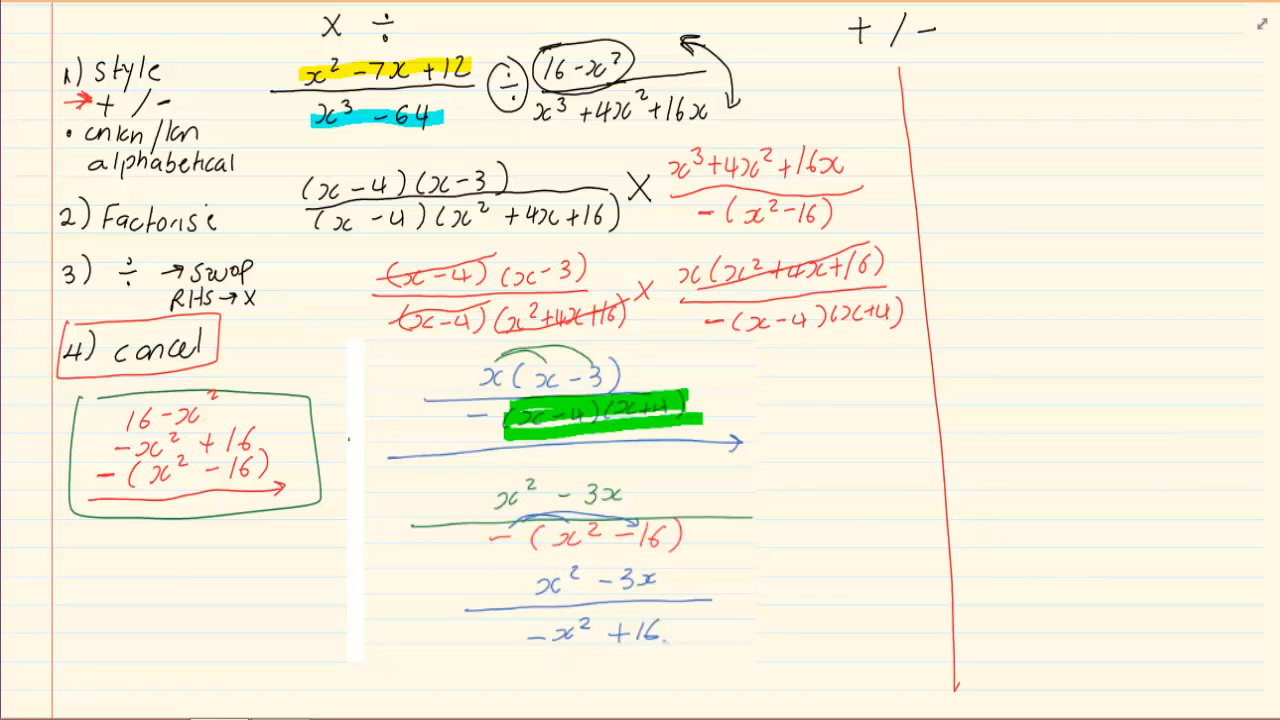 x ÷
+ / -
1) style
+ / -
• cnkn / kn
alphabetical
2) Factorise
3) ÷ → swop
RHS → x
4) cancel
16 - x²
-x² + 16
-(x² - 16)
x² - 7x + 12 ÷ 16 - x²
x³ - 64 x³ + 4x² + 16x
(x - 4)(x - 3) x x³ + 4x² + 16x
(x - 4)(x² + 4x + 16) -(x² - 16)
(x - 4)(x - 3) x x(x² + 4x + 16)
(x - 4)(x² + 4x + 16) -(x - 4)(x + 4)
x(x - 3)
-(x - 4)(x + 4)
x² - 3x
-(x² - 16)
x² - 3x
-x² + 16.